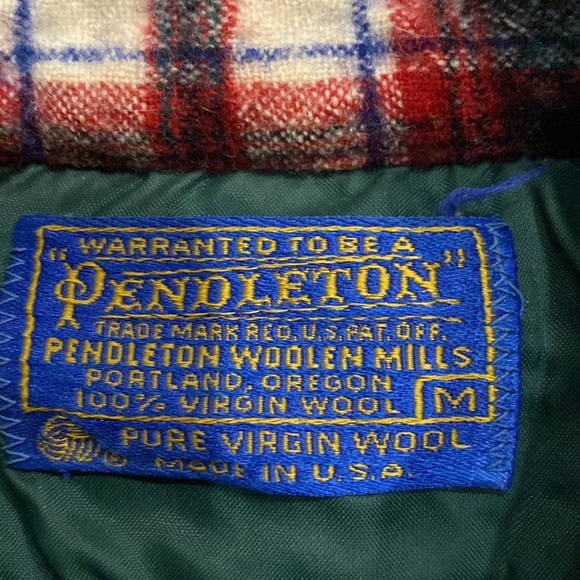 WARRANTED TO BE A
"PENDLETON"
TRADE MARK REG. U.S. PAT. OFF.
PENDLETON WOOLEN MILLS
PORTLAND, OREGON
100% VIRGIN WOOL M
® PURE VIRGIN WOOL
MADE IN U.S.A.